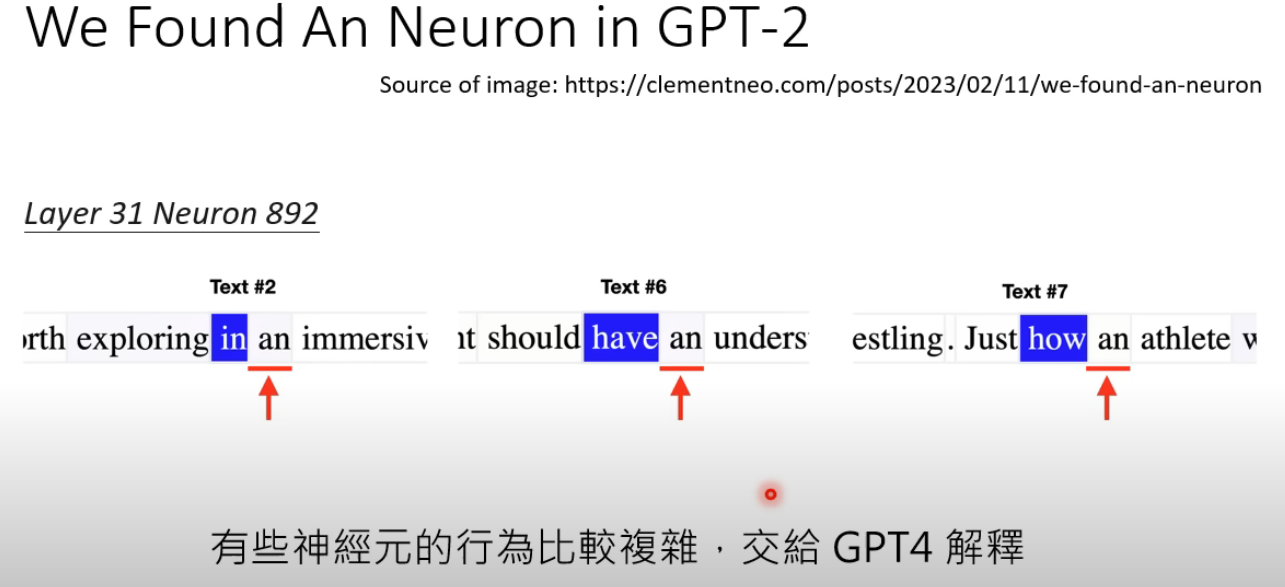 We Found An Neuron in GPT-2
Source of image: https://clementneo.com/posts/2023/02/11/we-found-an-neuron
Layer 31 Neuron 892
Text #2
Text #6
Text #7
rth exploring in an immersiv
nt should have an unders
estling. Just how an athlete w
有些神經元的行為比較複雜，交給 GPT4 解釋